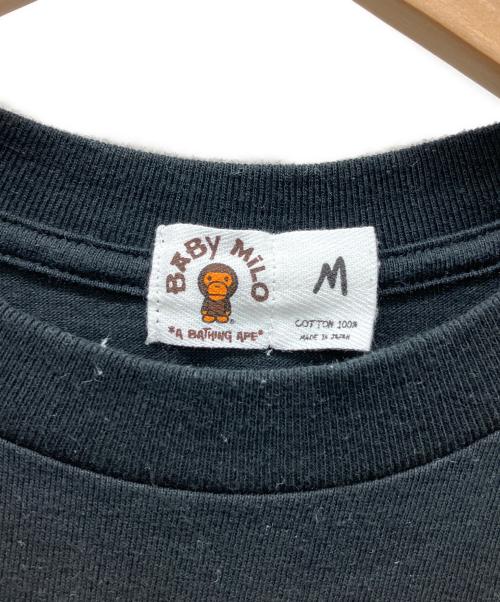 BABY MILO
*A BATHING APE*
M
COTTON 100%
MADE IN JAPAN